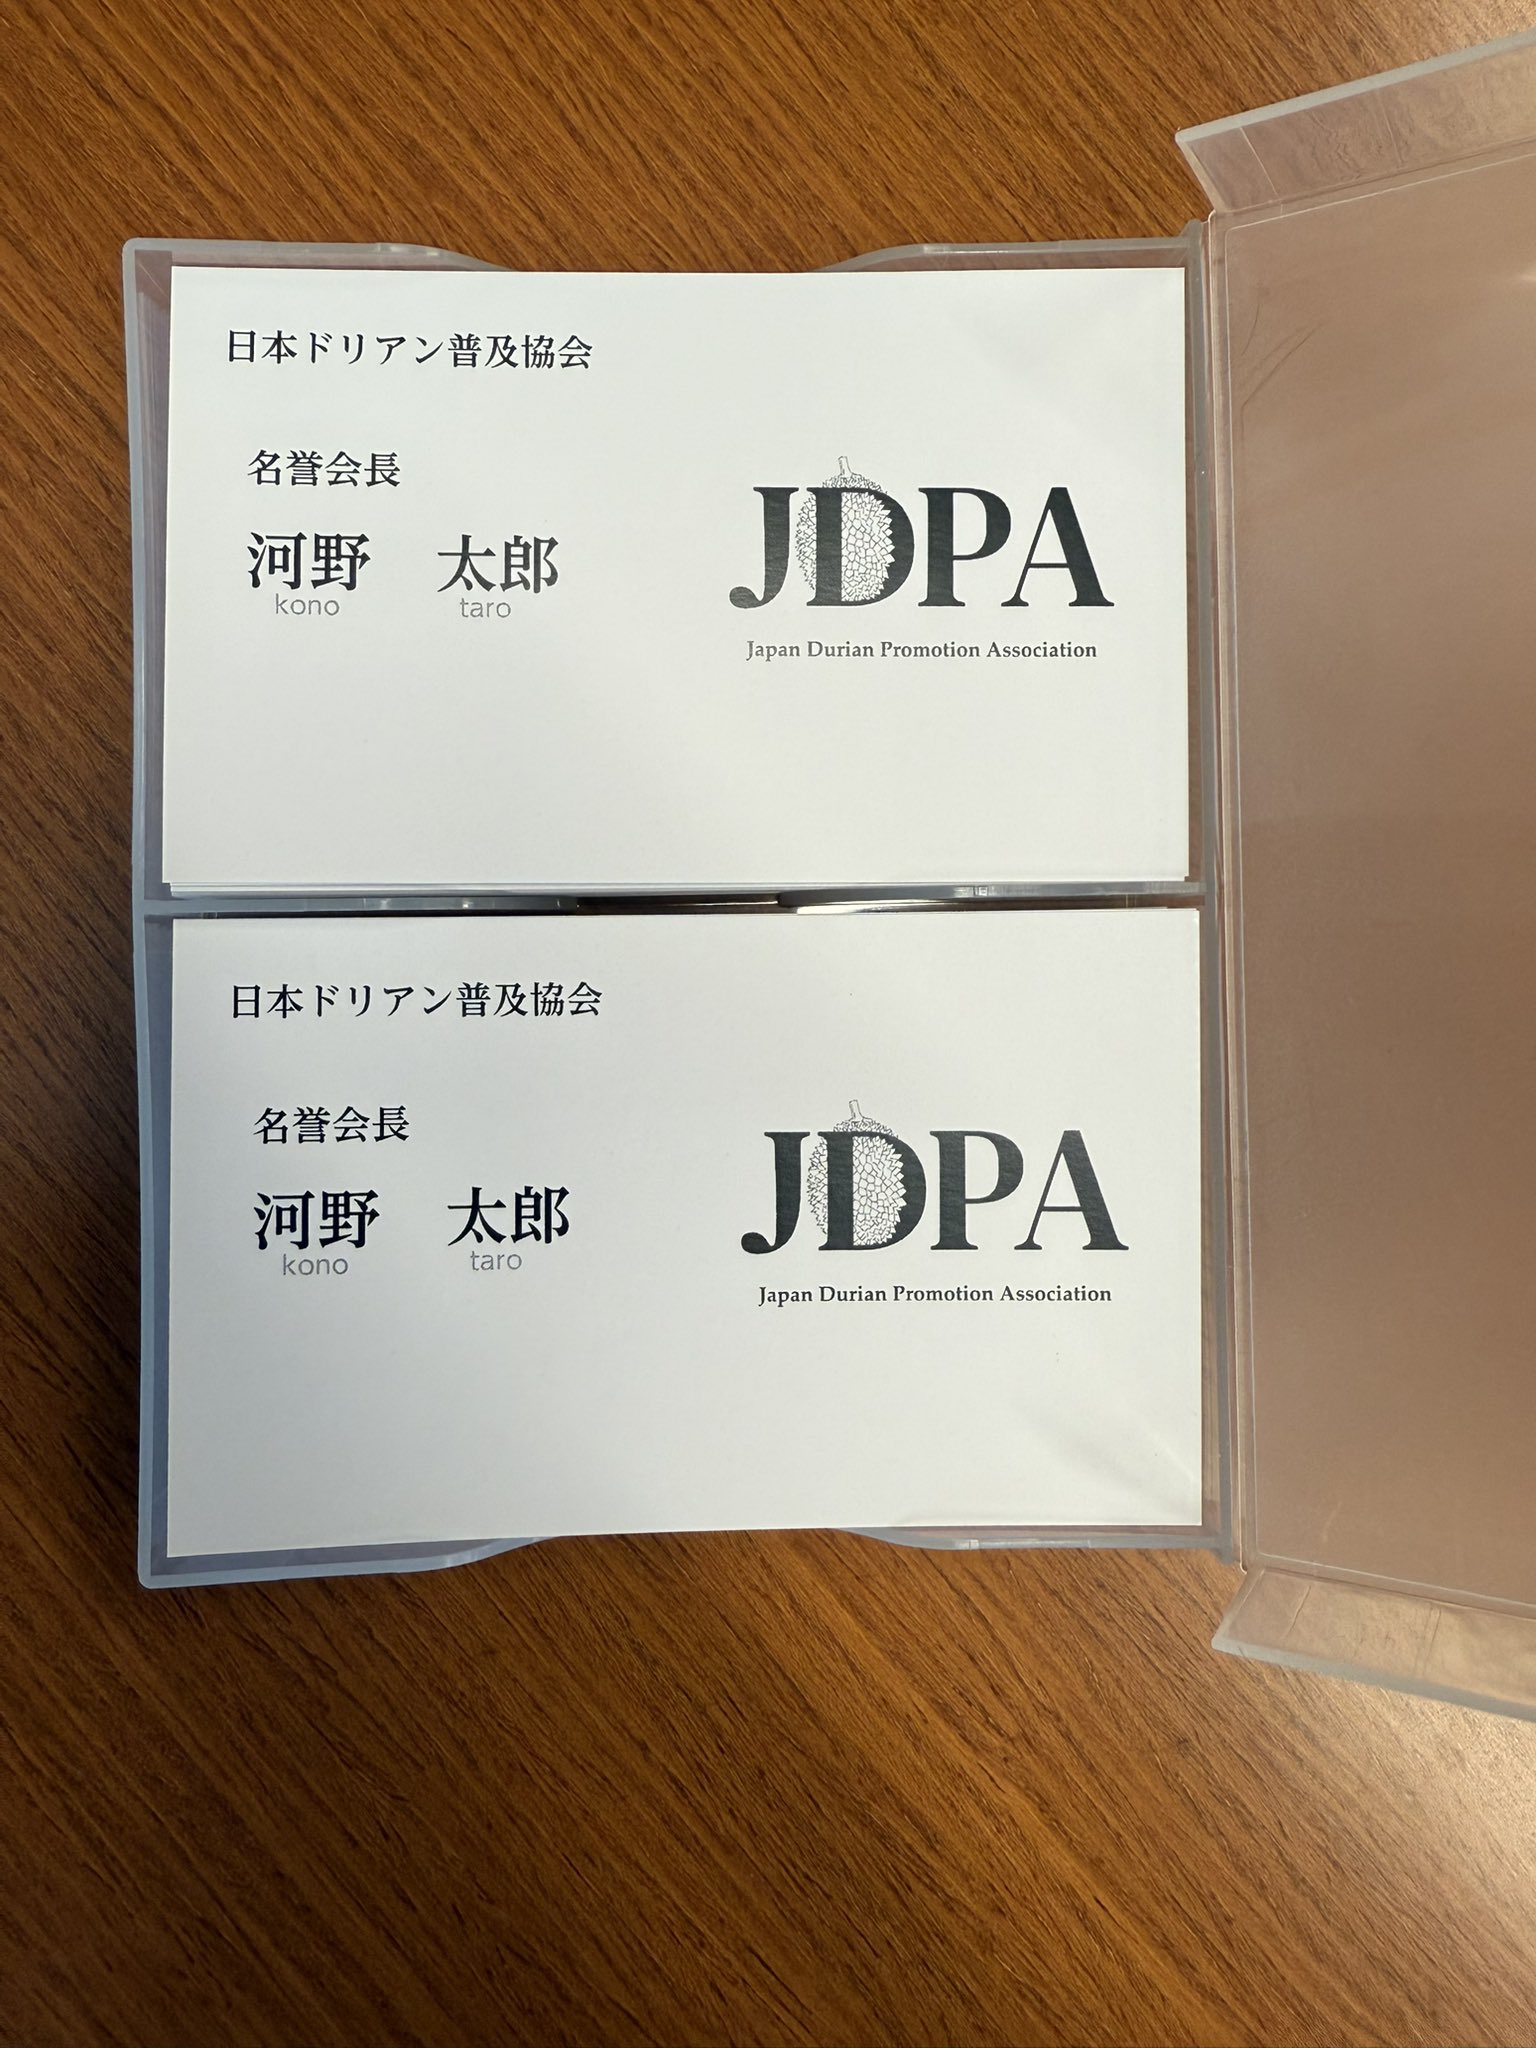 日本ドリアン普及協会
名誉会長
河野 太郎
kono taro
JDPA
Japan Durian Promotion Association
日本ドリアン普及協会
名誉会長
河野 太郎
kono taro
JDPA
Japan Durian Promotion Association